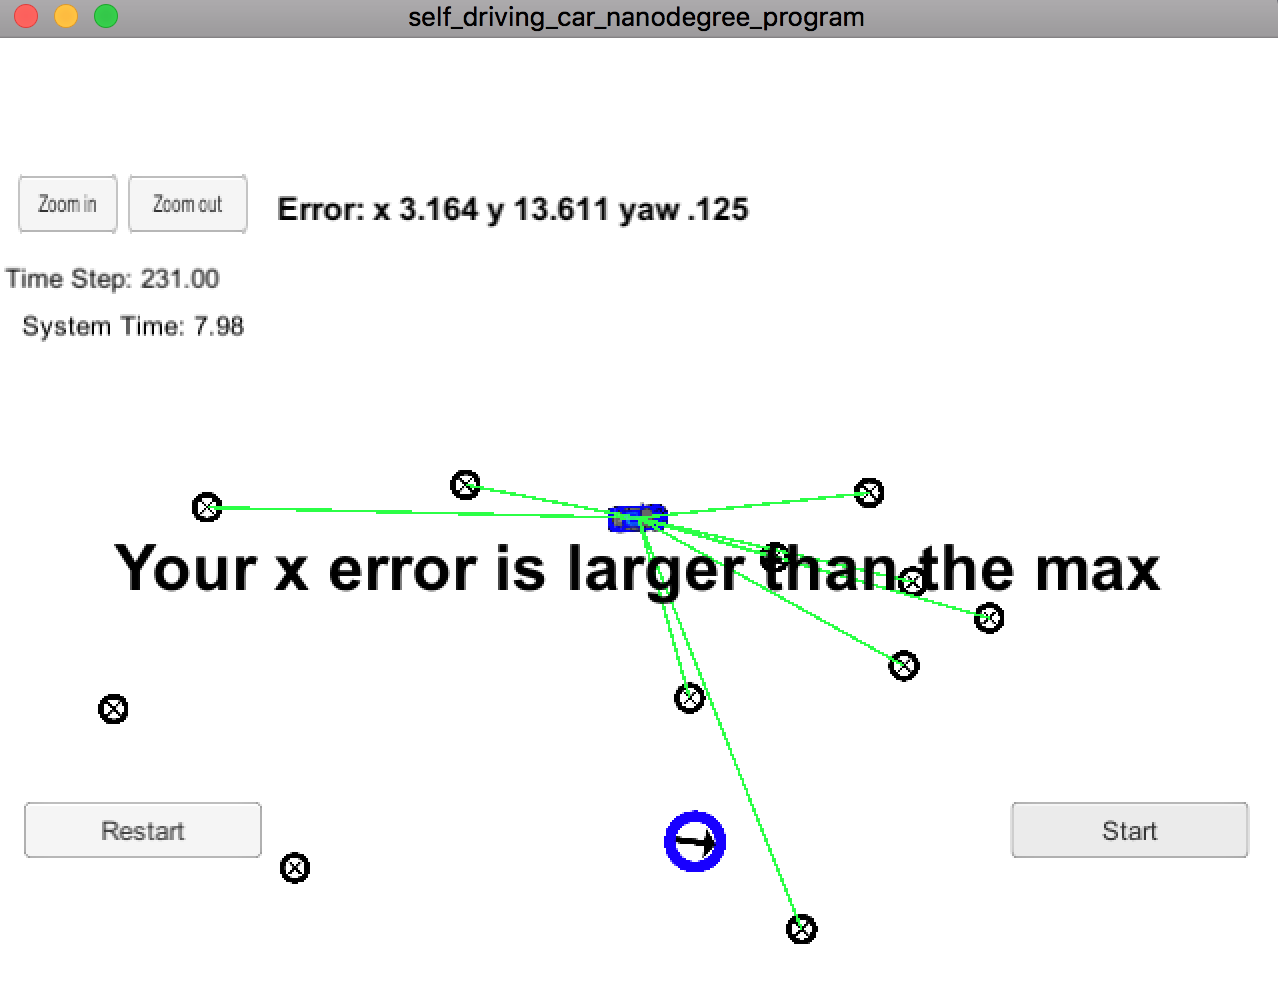 self_driving_car_nanodegree_program
Zoom in
Zoom out
Error: x 3.164 y 13.611 yaw .125
Time Step: 231.00
System Time: 7.98
Your x error is larger than the max
Restart
Start